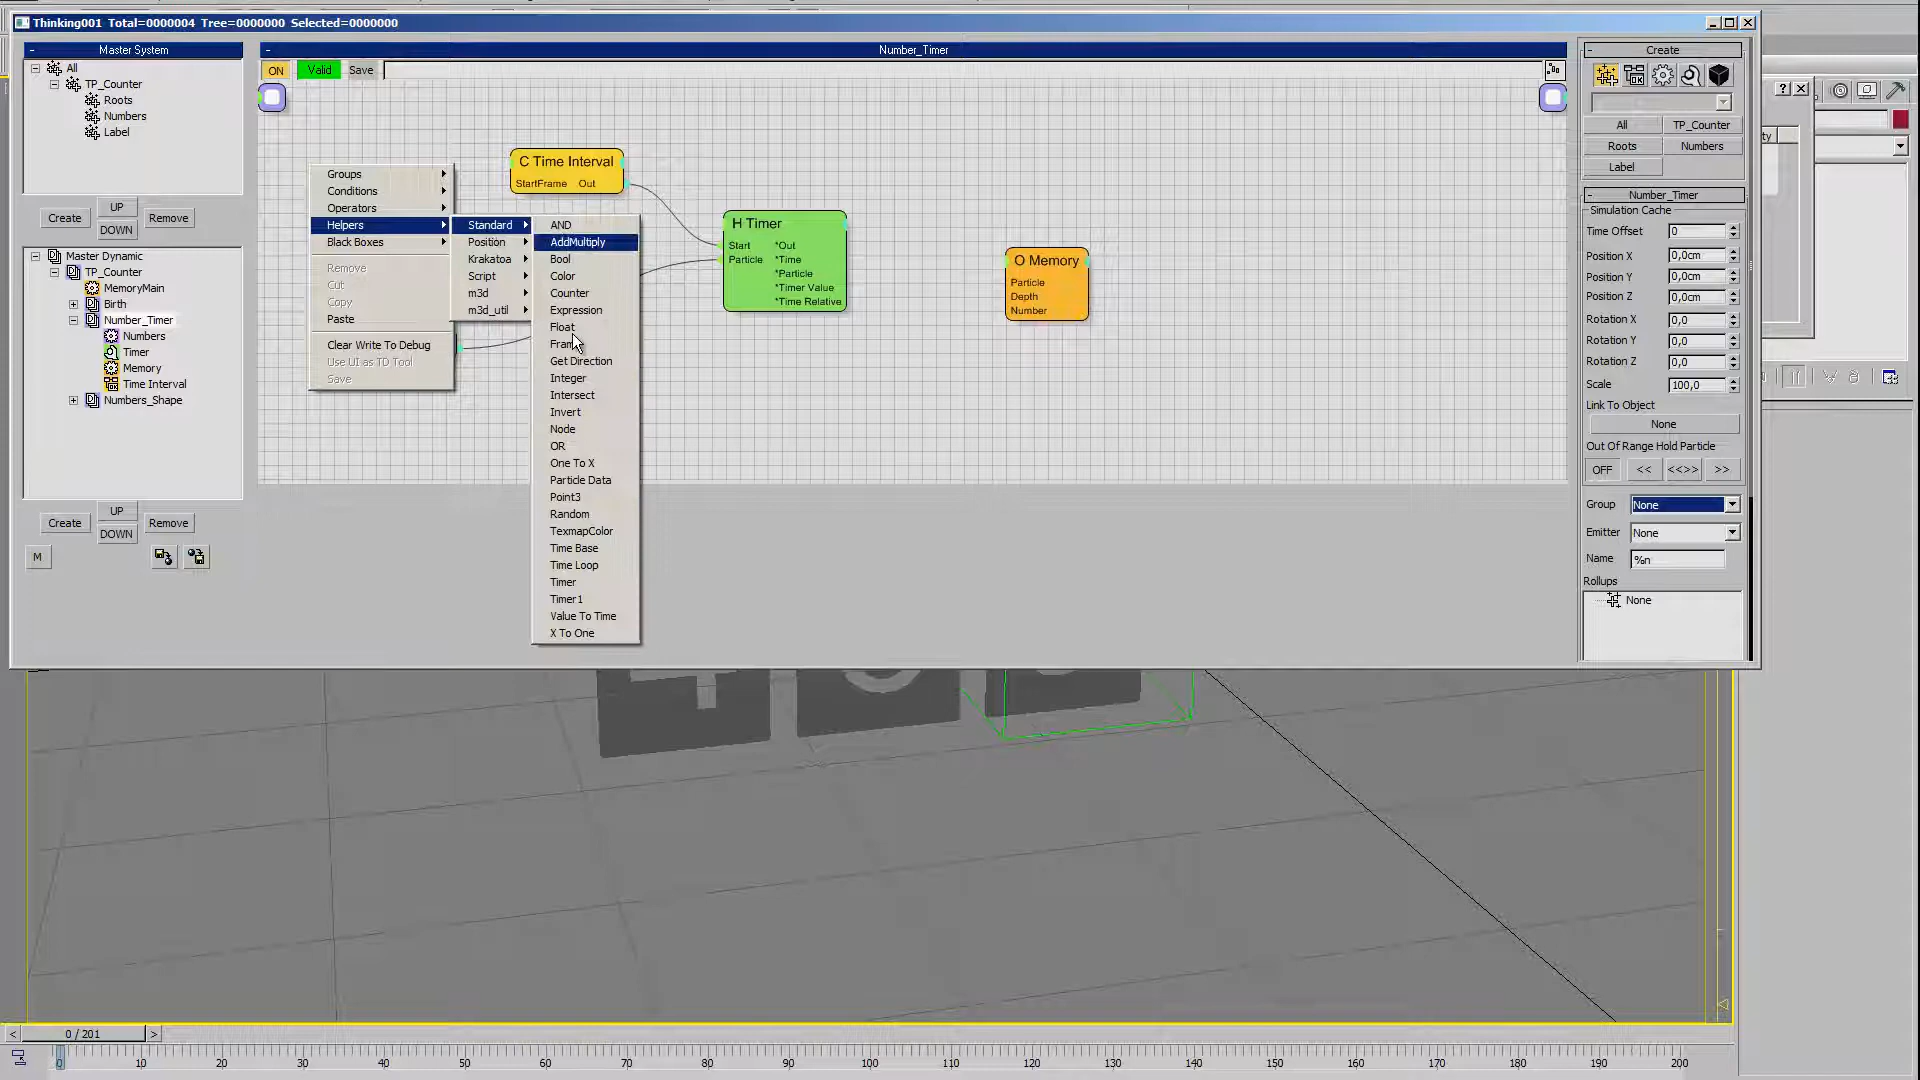 Thinking001 Total=0000004 Tree=0000000 Selected=0000000
Master System
All
TP_Counter
Roots
Numbers
Label
Create
UP
DOWN
Remove
Master Dynamic
TP_Counter
MemoryMain
Birth
Number_Timer
Numbers
Timer
Memory
Time Interval
Numbers_Shape
Create
UP
DOWN
Remove
M
Number_Timer
ON
Valid
Save
C Time Interval
StartFrame Out
H Timer
Start *Out
Particle *Time
*Particle
*Timer Value
*Time Relative
O Memory
Particle
Depth
Number
Groups
Conditions
Operators
Helpers
Black Boxes
Remove
Cut
Copy
Paste
Clear Write To Debug
Use UI as TD Tool
Save
Standard
Position
Krakatoa
Script
m3d
m3d_util
AND
AddMultiply
Bool
Color
Counter
Expression
Float
Get Direction
Integer
Intersect
Invert
Node
OR
One To X
Particle Data
Point3
Random
TexmapColor
Time Base
Time Loop
Timer
Timer1
Value To Time
X To One
Create
All
TP_Counter
Roots
Numbers
Label
Number_Timer
Simulation Cache
Time Offset 0
Position X 0,0cm
Position Y 0,0cm
Position Z 0,0cm
Rotation X 0,0
Rotation Y 0,0
Rotation Z 0,0
Scale 100,0
Link To Object
None
Out Of Range Hold Particle
OFF << <<>> >>
Group None
Emitter None
Name %n
Rollups
None
< 0 / 201 >
0 10 20 30 40 50 60 70 80 90 100 110 120 130 140 150 160 170 180 190 200